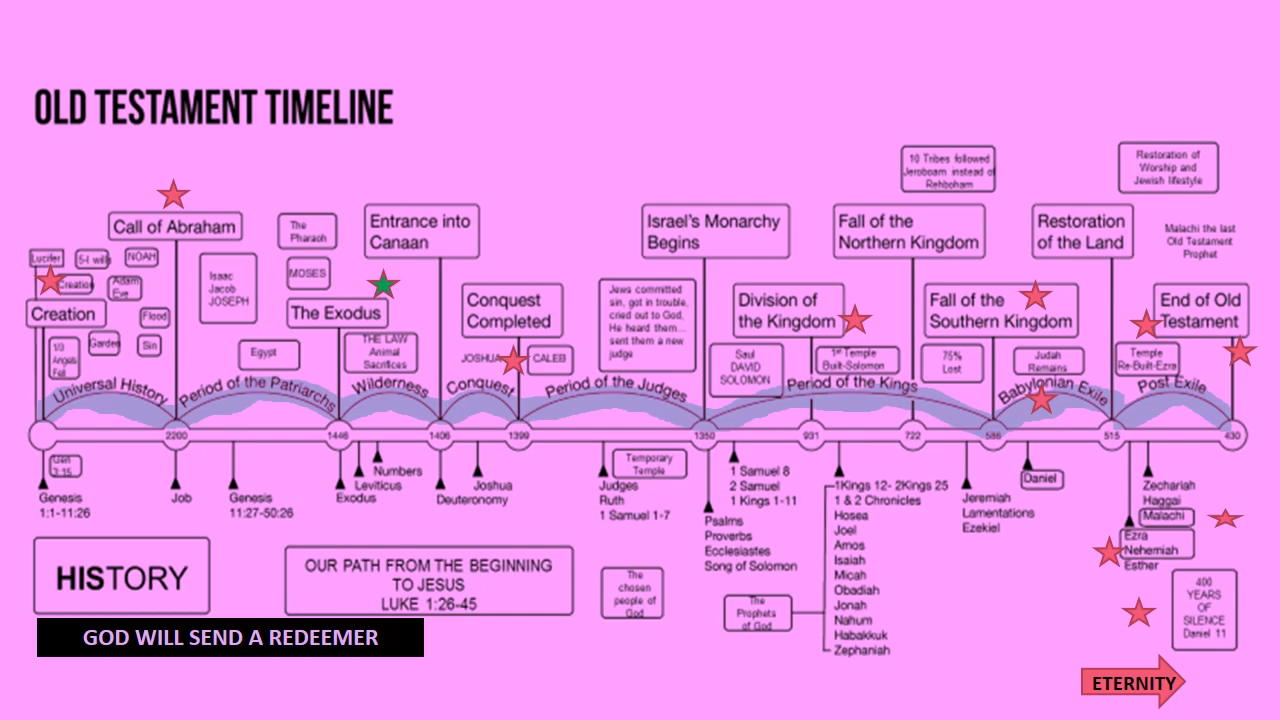 OLD TESTAMENT TIMELINE
10 Tribes followed
Jeroboam instead of
Rehboham
Restoration of
Worship and
Jewish lifestyle
Call of Abraham
The
Pharaoh
Entrance into
Canaan
Israel's Monarchy
Begins
Fall of the
Northern Kingdom
Restoration
of the Land
Malachi the last
Old Testament
Prophet
Lucifer
5-I wills
NOAH
Creation
Adam
Eve
Isaac
Jacob
JOSEPH
MOSES
Creation
Flood
The Exodus
Conquest
Completed
Jews committed
sin, got in trouble,
cried out to God,
He heard them...
sent them a new
judge
Division of
the Kingdom
Fall of the
Southern Kingdom
End of Old
Testament
1/3
Angels
Fell
Garden
Sin
Egypt
THE LAW
Animal
Sacrifices
JOSHUA
CALEB
Saul
DAVID
SOLOMON
1st Temple
Built-Solomon
75%
Lost
Judah
Remains
Temple
Re-Built-Ezra
Universal History
Period of the Patriarchs
Wilderness
Conquest
Period of the Judges
Period of the Kings
Babylonian Exile
Post Exile
2200
1446
1406
1399
1350
931
722
586
515
430
Gen
3:15
Genesis
1:1-11:26
Job
Genesis
11:27-50:26
Exodus
Leviticus
Numbers
Deuteronomy
Joshua
Judges
Ruth
1 Samuel 1-7
Temporary
Temple
1 Samuel 8
2 Samuel
1 Kings 1-11
Psalms
Proverbs
Ecclesiastes
Song of Solomon
1Kings 12- 2Kings 25
1 & 2 Chronicles
Hosea
Joel
Amos
Isaiah
Micah
Obadiah
Jonah
Nahum
Habakkuk
Zephaniah
Jeremiah
Lamentations
Ezekiel
Daniel
Zechariah
Haggai
Malachi
Ezra
Nehemiah
Esther
HISTORY
OUR PATH FROM THE BEGINNING
TO JESUS
LUKE 1:26-45
The
chosen
people of
God
The
Prophets
of God
400
YEARS
OF
SILENCE
Daniel 11
GOD WILL SEND A REDEEMER
ETERNITY